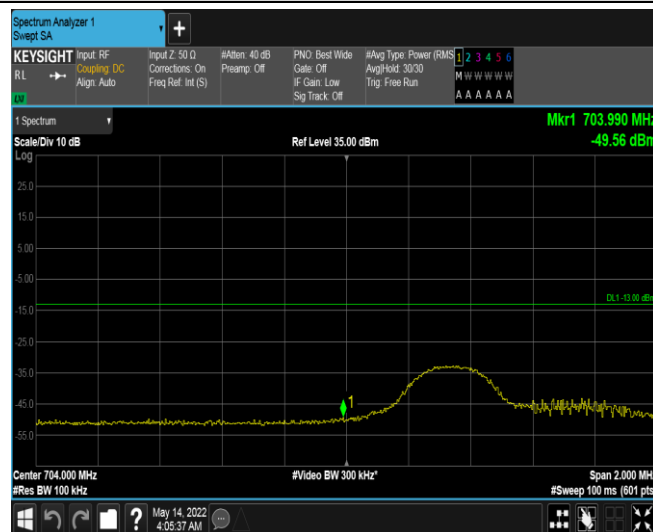 Spectrum Analyzer 1
Swept SA
+
KEYSIGHT
RL
Input: RF
Coupling: DC
Align: Auto
Input Z: 50 Ω
Corrections: On
Freq Ref: Int (S)
#Atten: 40 dB
Preamp: Off
PNO: Best Wide
Gate: Off
IF Gain: Low
Sig Track: Off
#Avg Type: Power (RMS
Avg|Hold: 30/30
Trig: Free Run
1 2 3 4 5 6
M W W W W W
A A A A A A
1 Spectrum
Mkr1 703.990 MHz
-49.56 dBm
Scale/Div 10 dB
Ref Level 35.00 dBm
Log
25.0
15.0
5.00
-5.00
DL1 -13.00 dBm
-15.0
-25.0
-35.0
-45.0
1
-55.0
Center 704.000 MHz
#Video BW 300 kHz*
Span 2.000 MHz
#Res BW 100 kHz
#Sweep 100 ms (601 pts)
?
May 14, 2022
4:05:37 AM